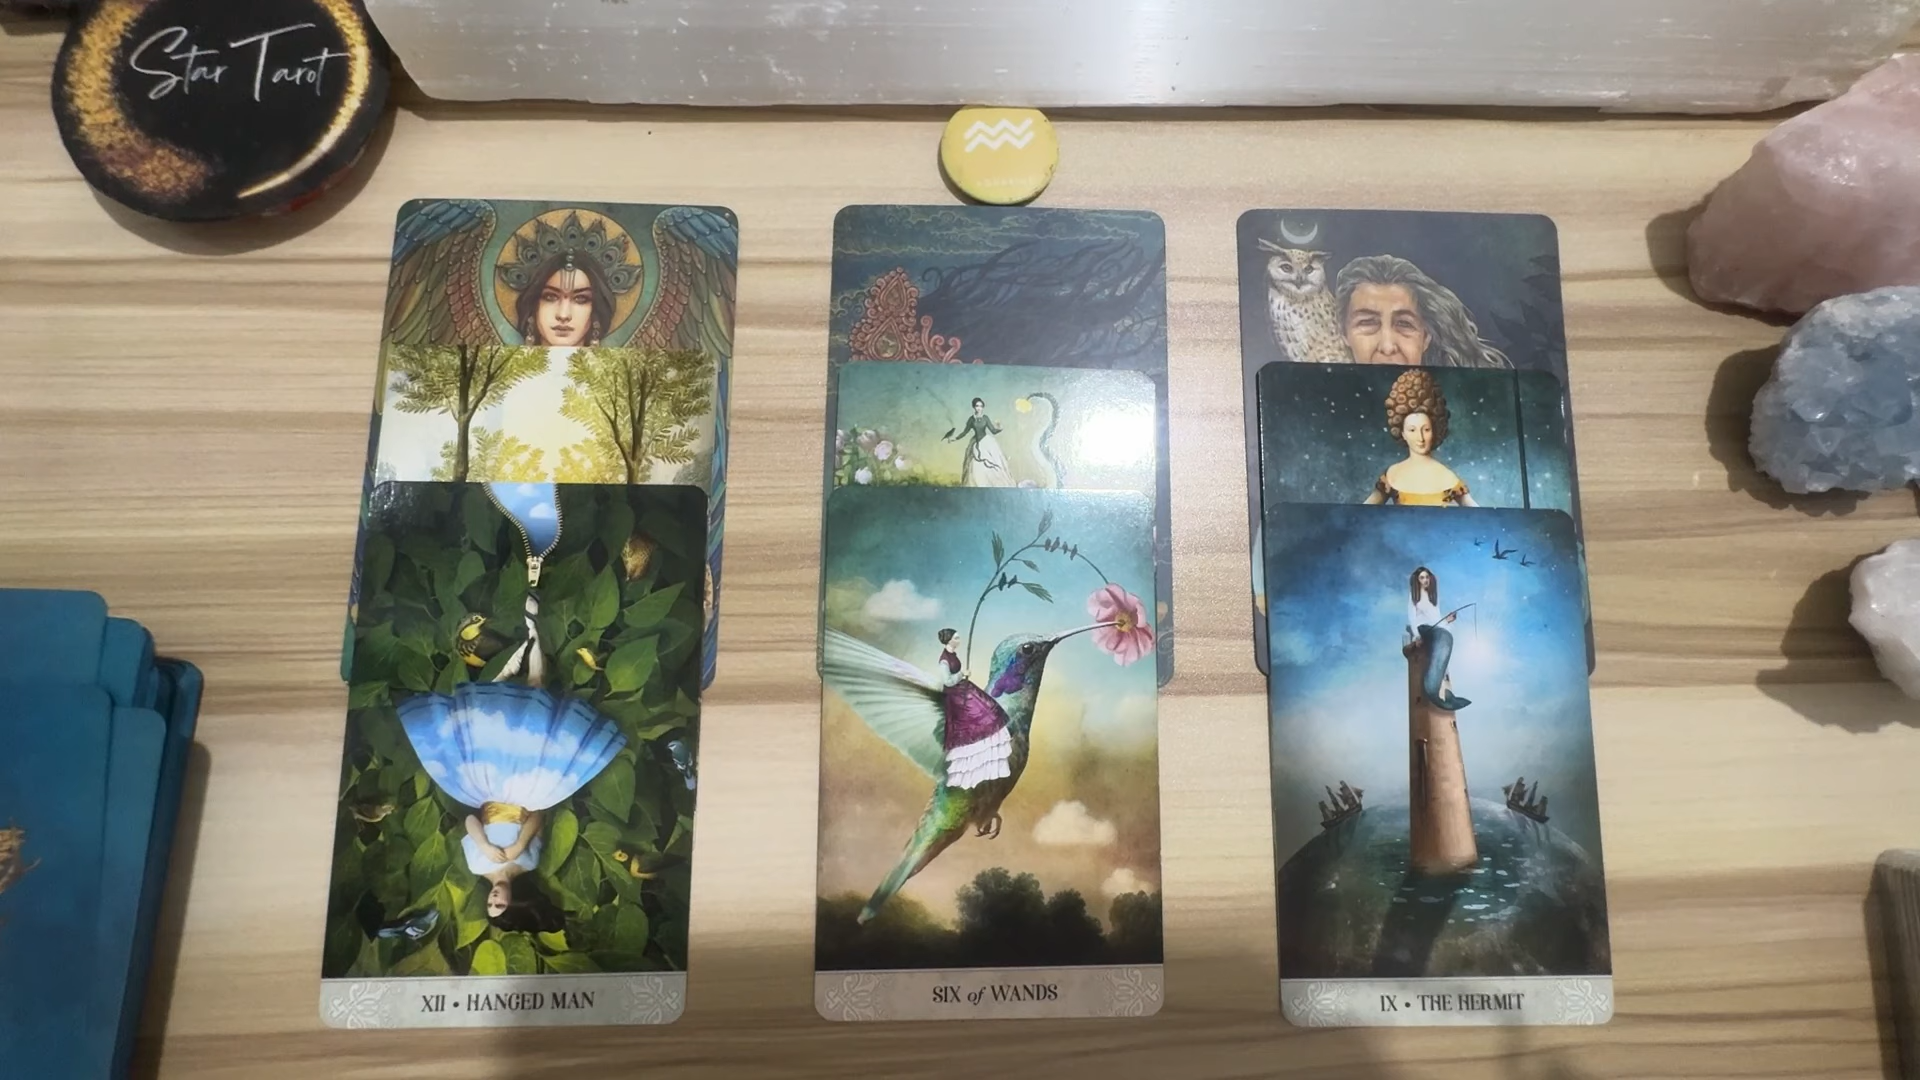 Star Tarot
XII • HANGED MAN
SIX of WANDS
IX • THE HERMIT